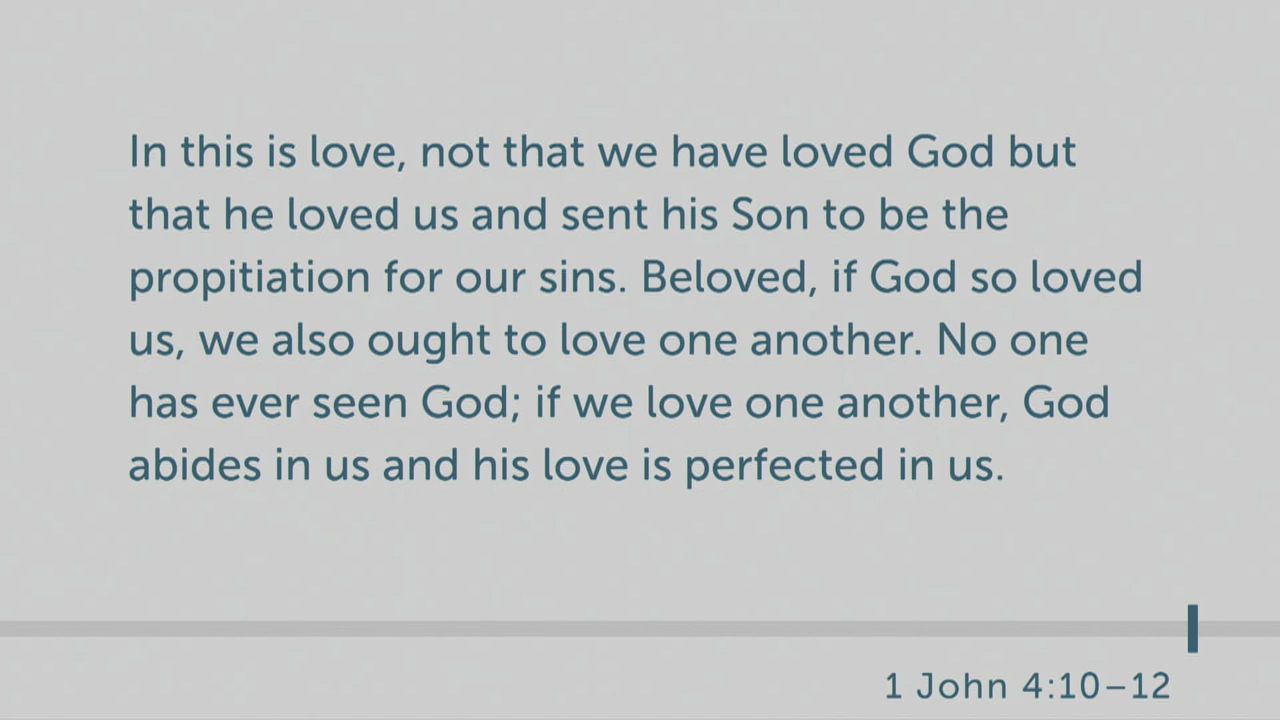 In this is love, not that we have loved God but
that he loved us and sent his Son to be the
propitiation for our sins. Beloved, if God so loved
us, we also ought to love one another. No one
has ever seen God; if we love one another, God
abides in us and his love is perfected in us.
1 John 4:10–12